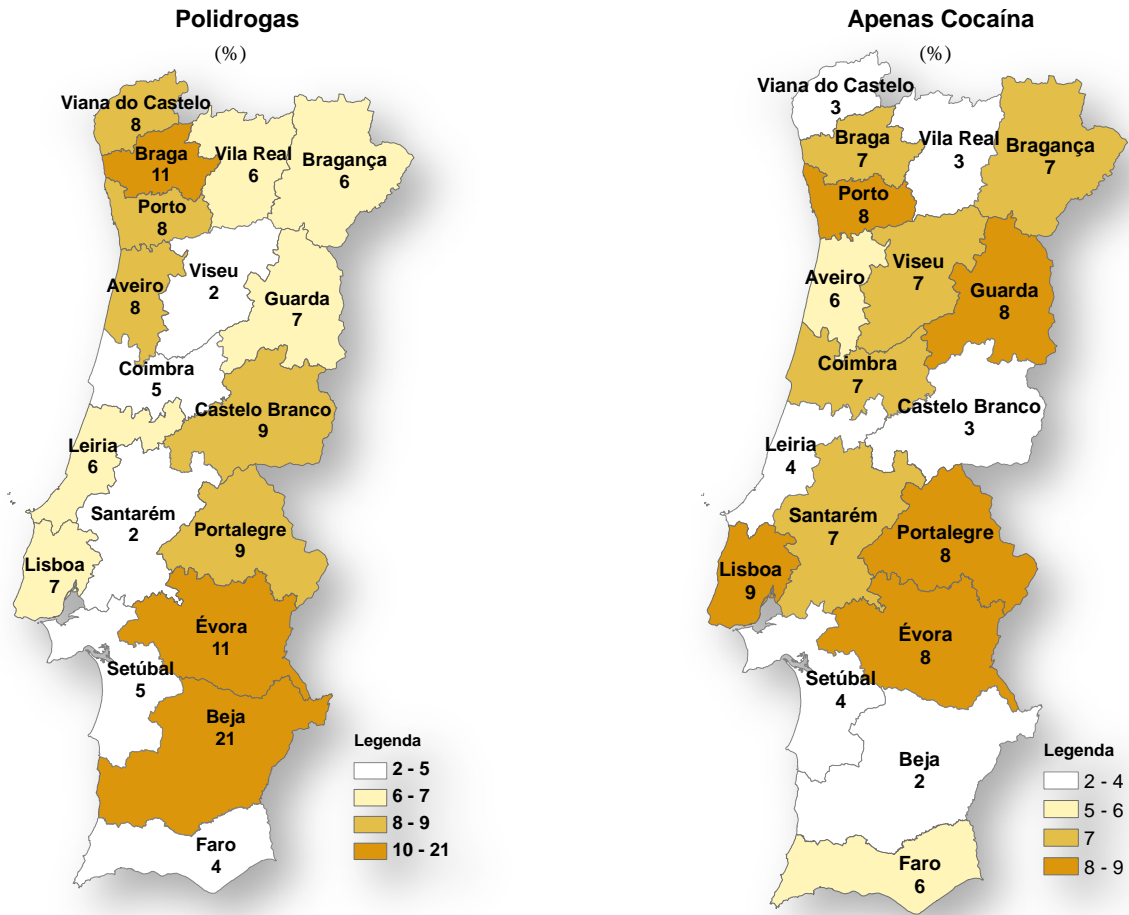 Polidrogas
(%)
Viana do Castelo
8
Braga
11
Vila Real
6
Bragança
6
Porto
8
Aveiro
8
Viseu
2
Guarda
7
Coimbra
5
Castelo Branco
9
Leiria
6
Santarém
2
Portalegre
9
Lisboa
7
Évora
11
Setúbal
5
Beja
21
Faro
4
Legenda
2 - 5
6 - 7
8 - 9
10 - 21
Apenas Cocaína
(%)
Viana do Castelo
3
Braga
7
Vila Real
3
Bragança
7
Porto
8
Aveiro
6
Viseu
7
Guarda
8
Coimbra
7
Castelo Branco
3
Leiria
4
Santarém
7
Portalegre
8
Lisboa
9
Évora
8
Setúbal
4
Beja
2
Faro
6
Legenda
2 - 4
5 - 6
7
8 - 9